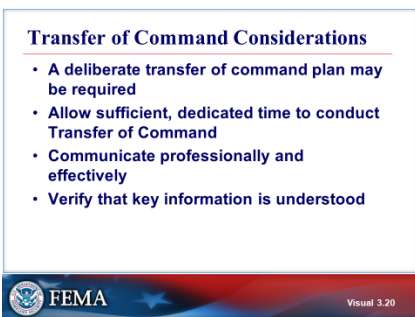 Transfer of Command Considerations
• A deliberate transfer of command plan may
be required
• Allow sufficient, dedicated time to conduct
Transfer of Command
• Communicate professionally and
effectively
• Verify that key information is understood
FEMA
Visual 3.20